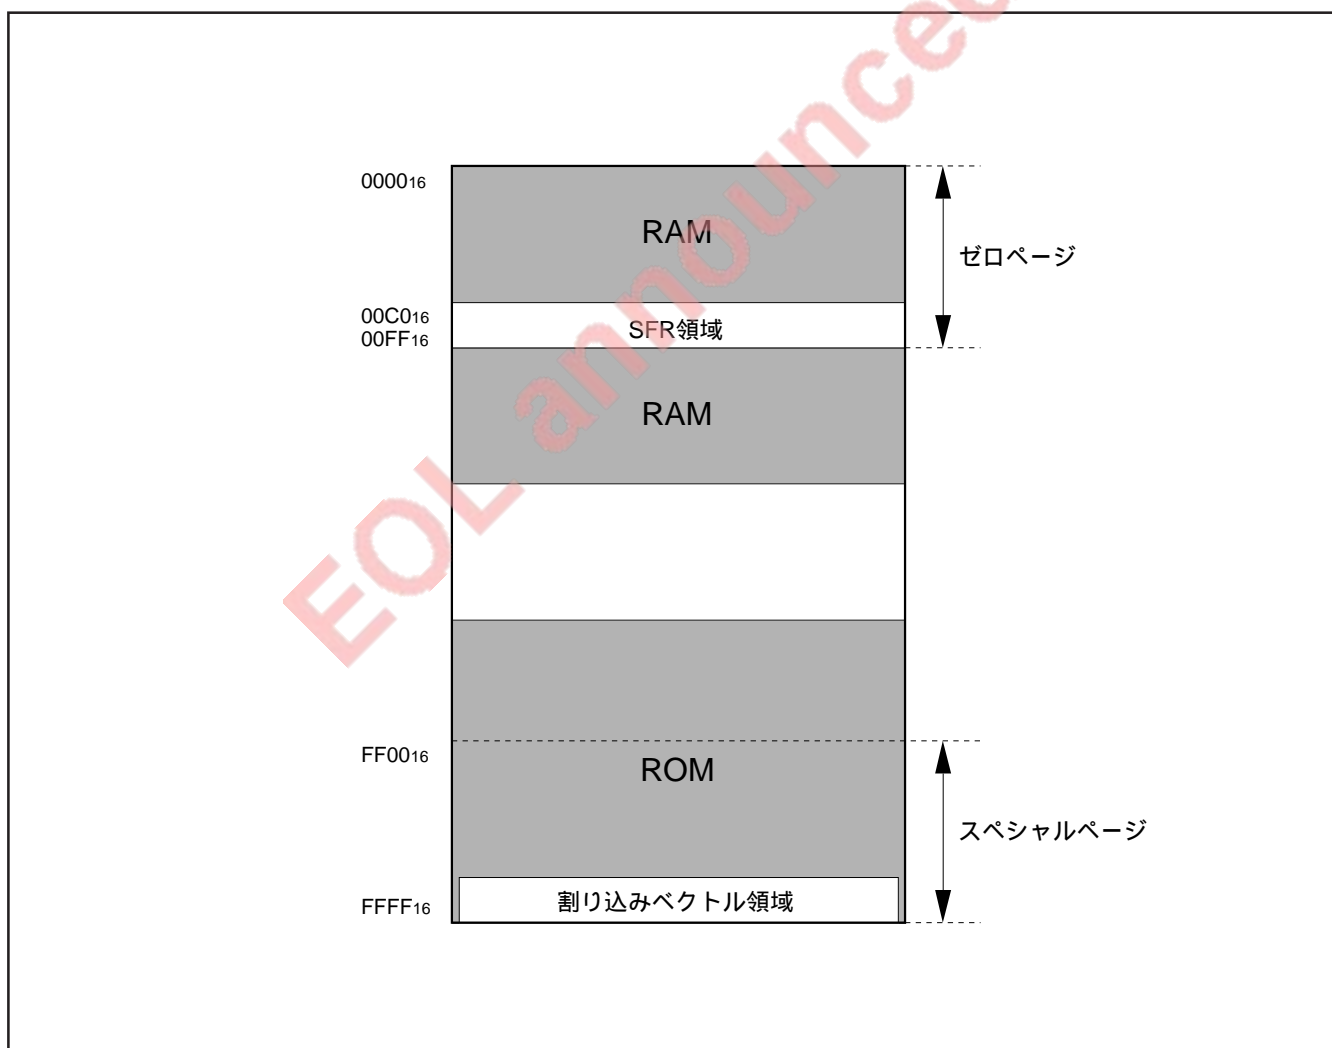 000016
RAM
ゼロページ
00C016
SFR領域
00FF16
RAM
FF0016
ROM
スペシャルページ
FFFF16
割り込みベクトル領域
EOL announced